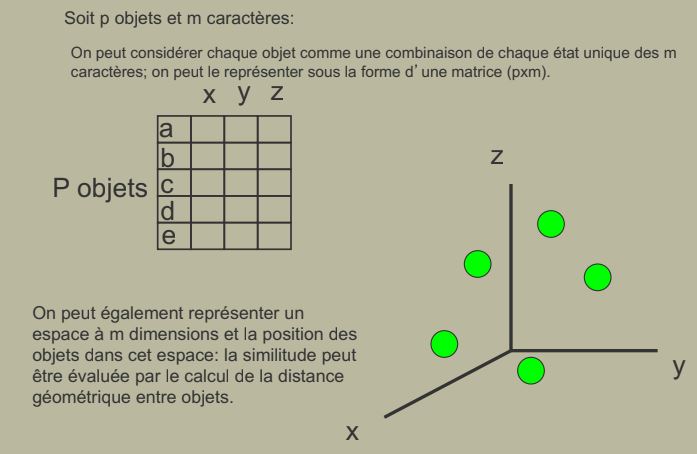 Soit p objets et m caractères:
On peut considérer chaque objet comme une combinaison de chaque état unique des m
caractères; on peut le représenter sous la forme d'une matrice (pxm).
x y z
a
b
P objets c
d
e
z
y
x
On peut également représenter un
espace à m dimensions et la position des
objets dans cet espace: la similitude peut
être évaluée par le calcul de la distance
géométrique entre objets.